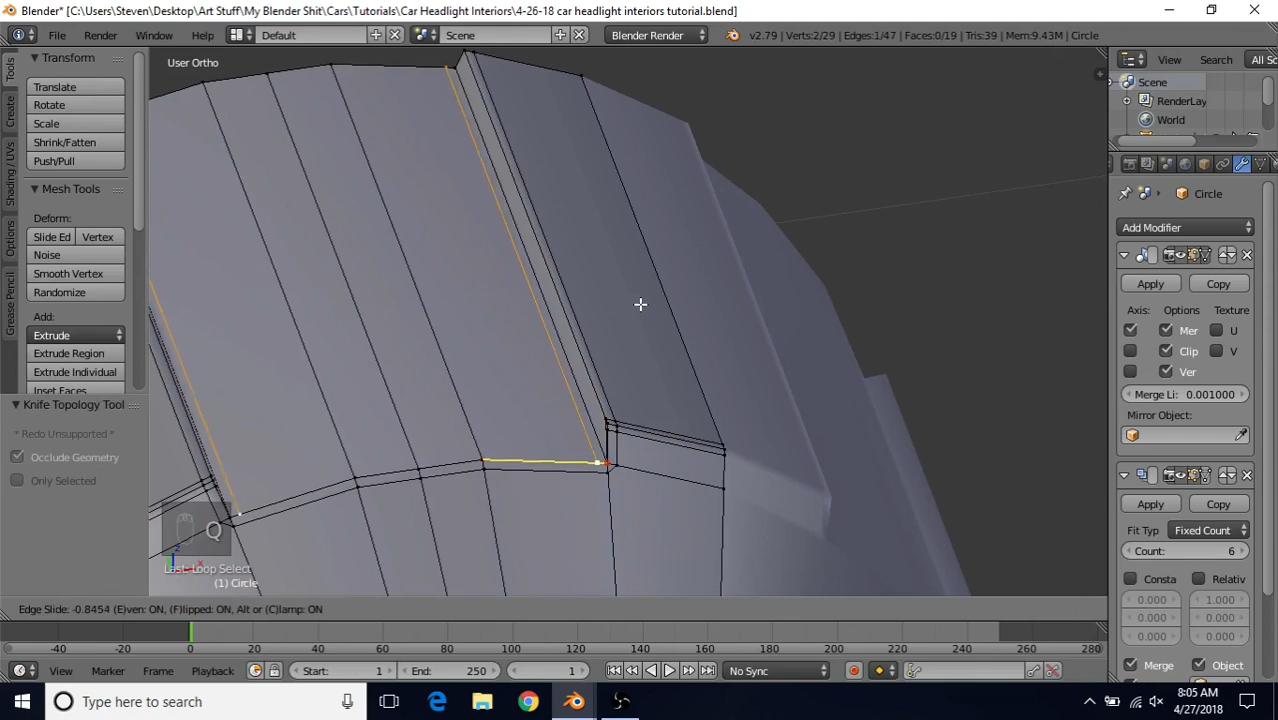 Blender* [C:\Users\Steven\Desktop\Art Stuff\My Blender Shit\Cars\Tutorials\Car Headlight Interiors\4-26-18 car headlight interiors tutorial.blend]
File Render Window Help Default Scene Blender Render v2.79 | Verts:2/29 | Edges:1/47 | Faces:0/19 | Tris:39 | Mem:9.43M | Circle
Tools
Create
Shading / UVs
Options
Grease Pencil
Transform
Translate
Rotate
Scale
Shrink/Fatten
Push/Pull
Mesh Tools
Deform:
Slide Ed Vertex
Noise
Smooth Vertex
Randomize
Add:
Extrude
Extrude Region
Extrude Individual
Inset Faces
Knife Topology Tool
* Redo Unsupported *
Occlude Geometry
Only Selected
User Ortho
Q
z
x
Last: Loop Select
(1) Circle
Edge Slide: -0.8454 (E)ven: ON, (F)lipped: ON, Alt or (C)lamp: ON
View Search All Sc
Scene
RenderLay
World
Circle
Add Modifier
Apply Copy
Axis: Options Texture
Mer U
Clip V
Ver
Merge Li: 0.001000
Mirror Object:
Apply Copy
Fit Typ Fixed Count
Count: 6
Consta Relativ
0.000 1.000
0.000 0.000
0.000 0.000
Merge Object
-40 -20 0 20 40 60 80 100 120 140 160 180 200 220 240 260 280
View Marker Frame Playback Start: 1 End: 250 1 No Sync
Type here to search
8:05 AM
4/27/2018